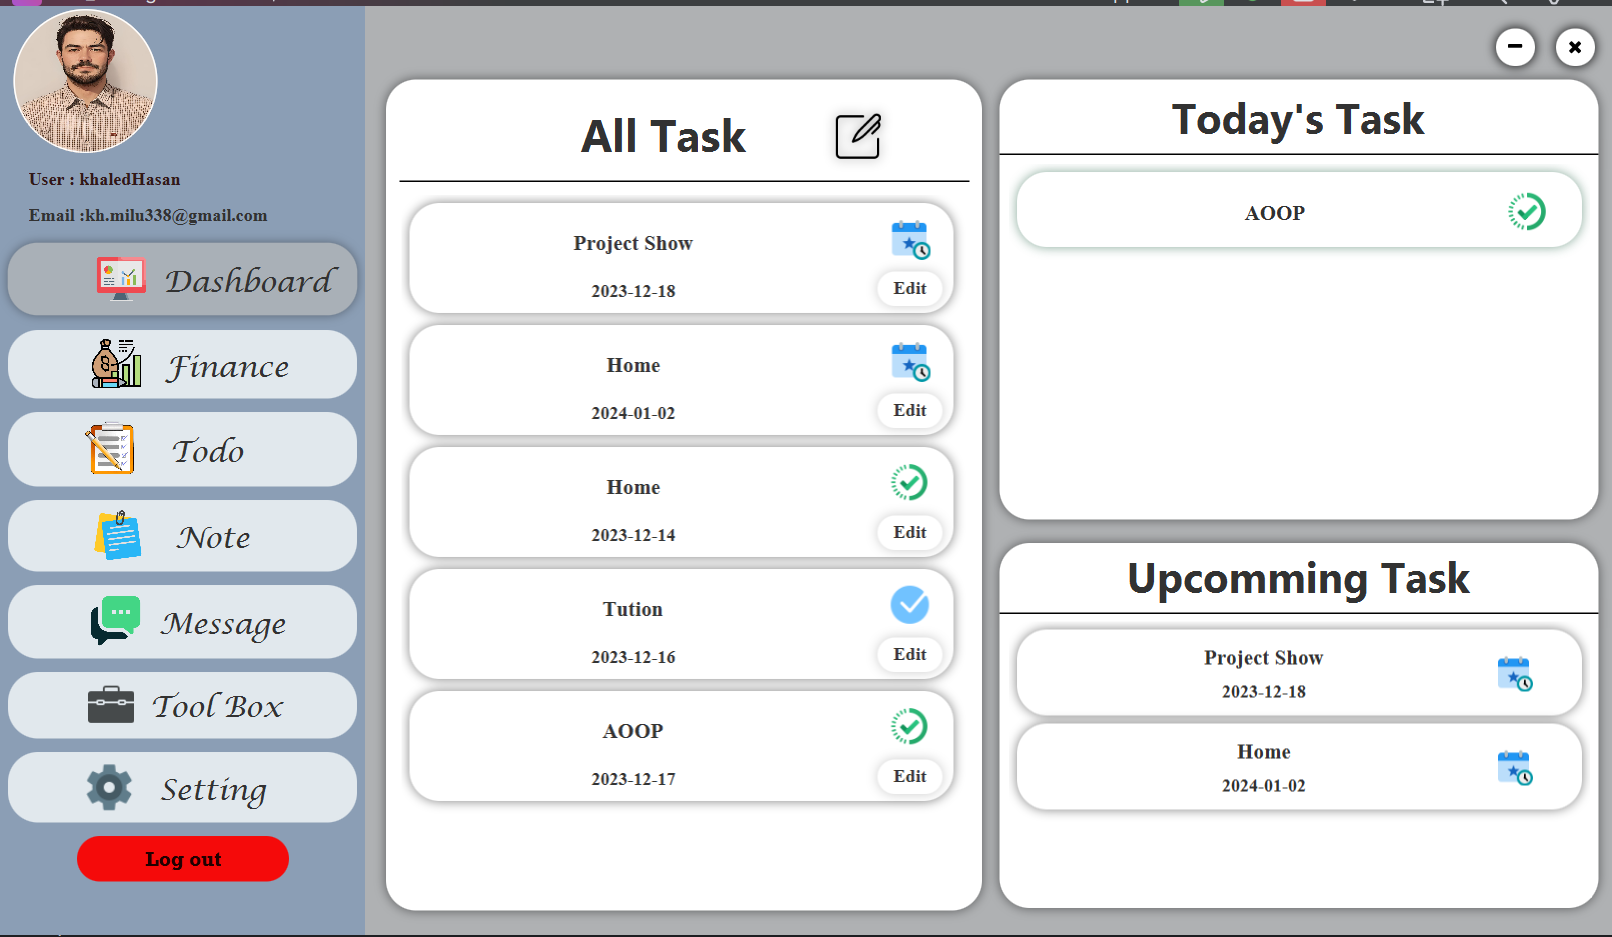 User : khaledHasan
Email :kh.milu338@gmail.com
Dashboard
Finance
Todo
Note
Message
Tool Box
Setting
Log out
All Task
Project Show
2023-12-18
Edit
Home
2024-01-02
Edit
Home
2023-12-14
Edit
Tution
2023-12-16
Edit
AOOP
2023-12-17
Edit
Today's Task
AOOP
Upcomming Task
Project Show
2023-12-18
Home
2024-01-02